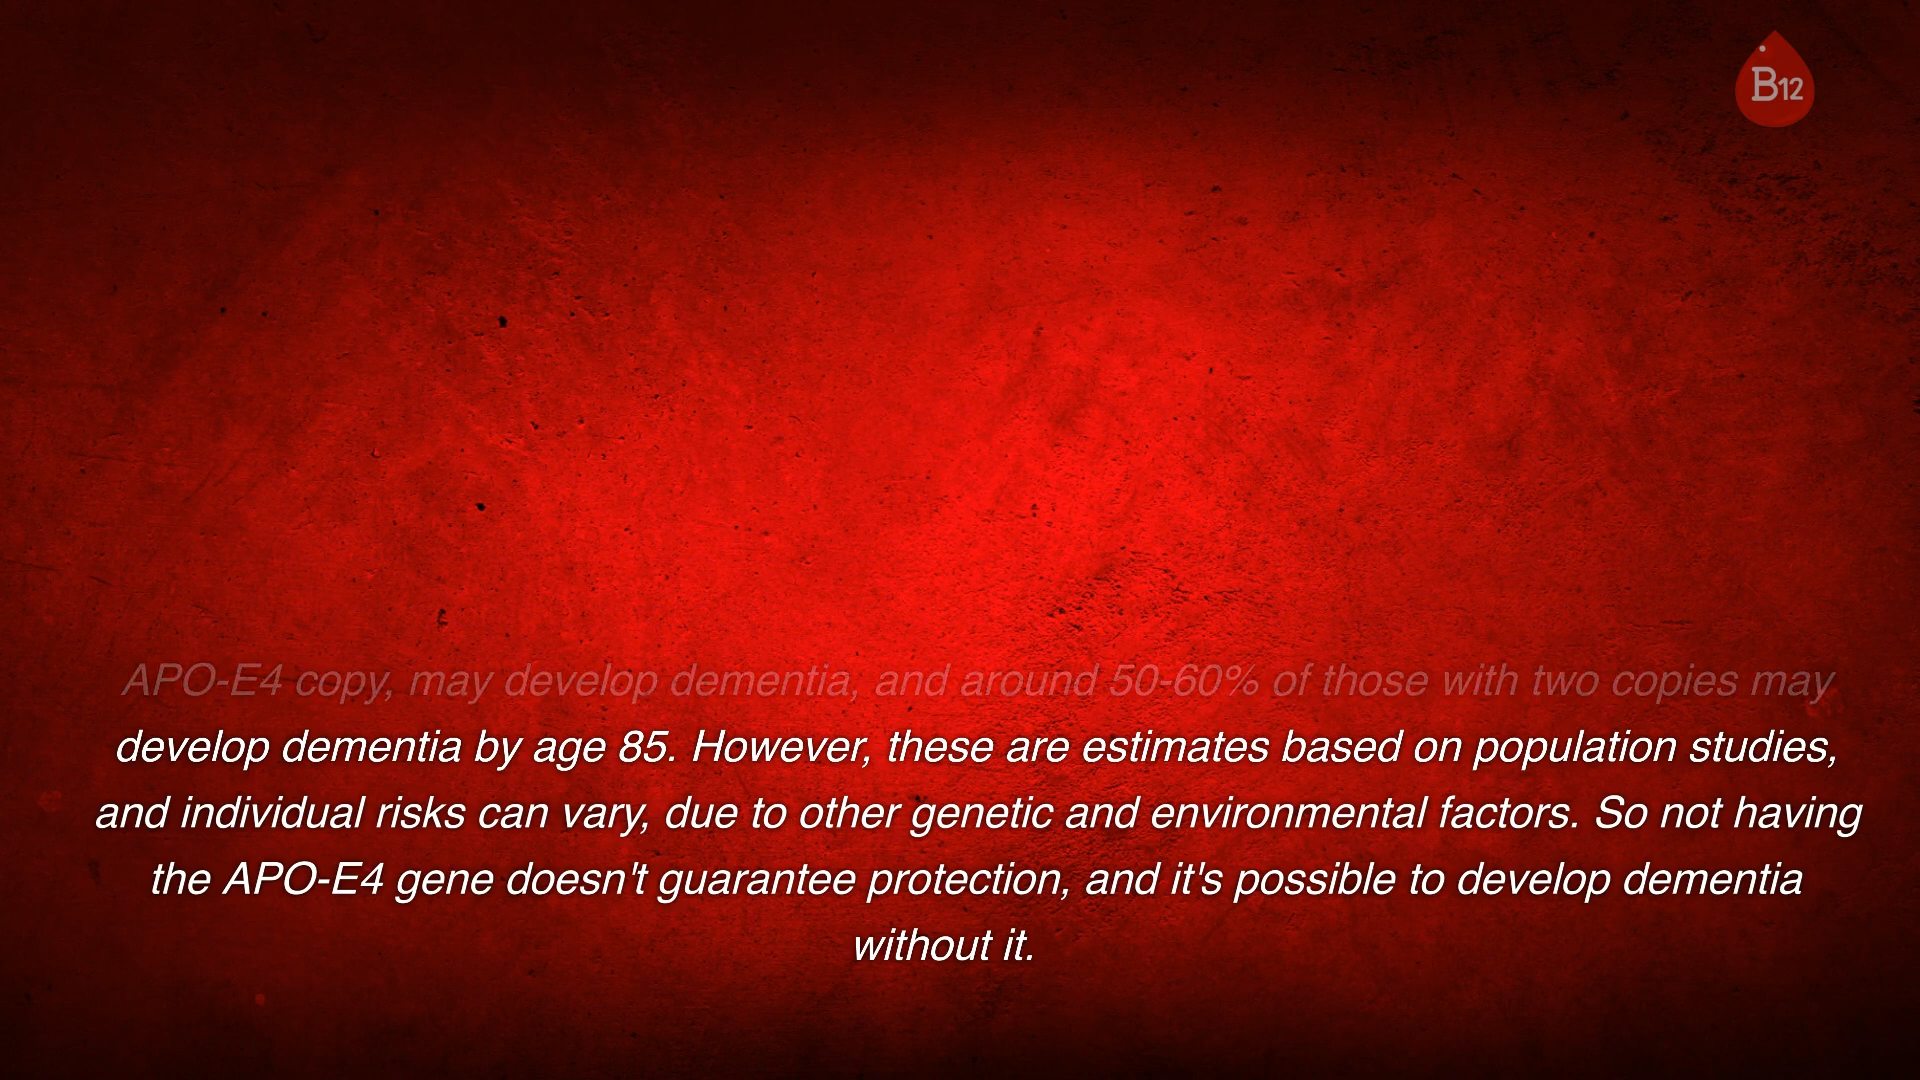 B12
APO-E4 copy, may develop dementia, and around 50-60% of those with two copies may
develop dementia by age 85. However, these are estimates based on population studies,
and individual risks can vary, due to other genetic and environmental factors. So not having
the APO-E4 gene doesn't guarantee protection, and it's possible to develop dementia
without it.